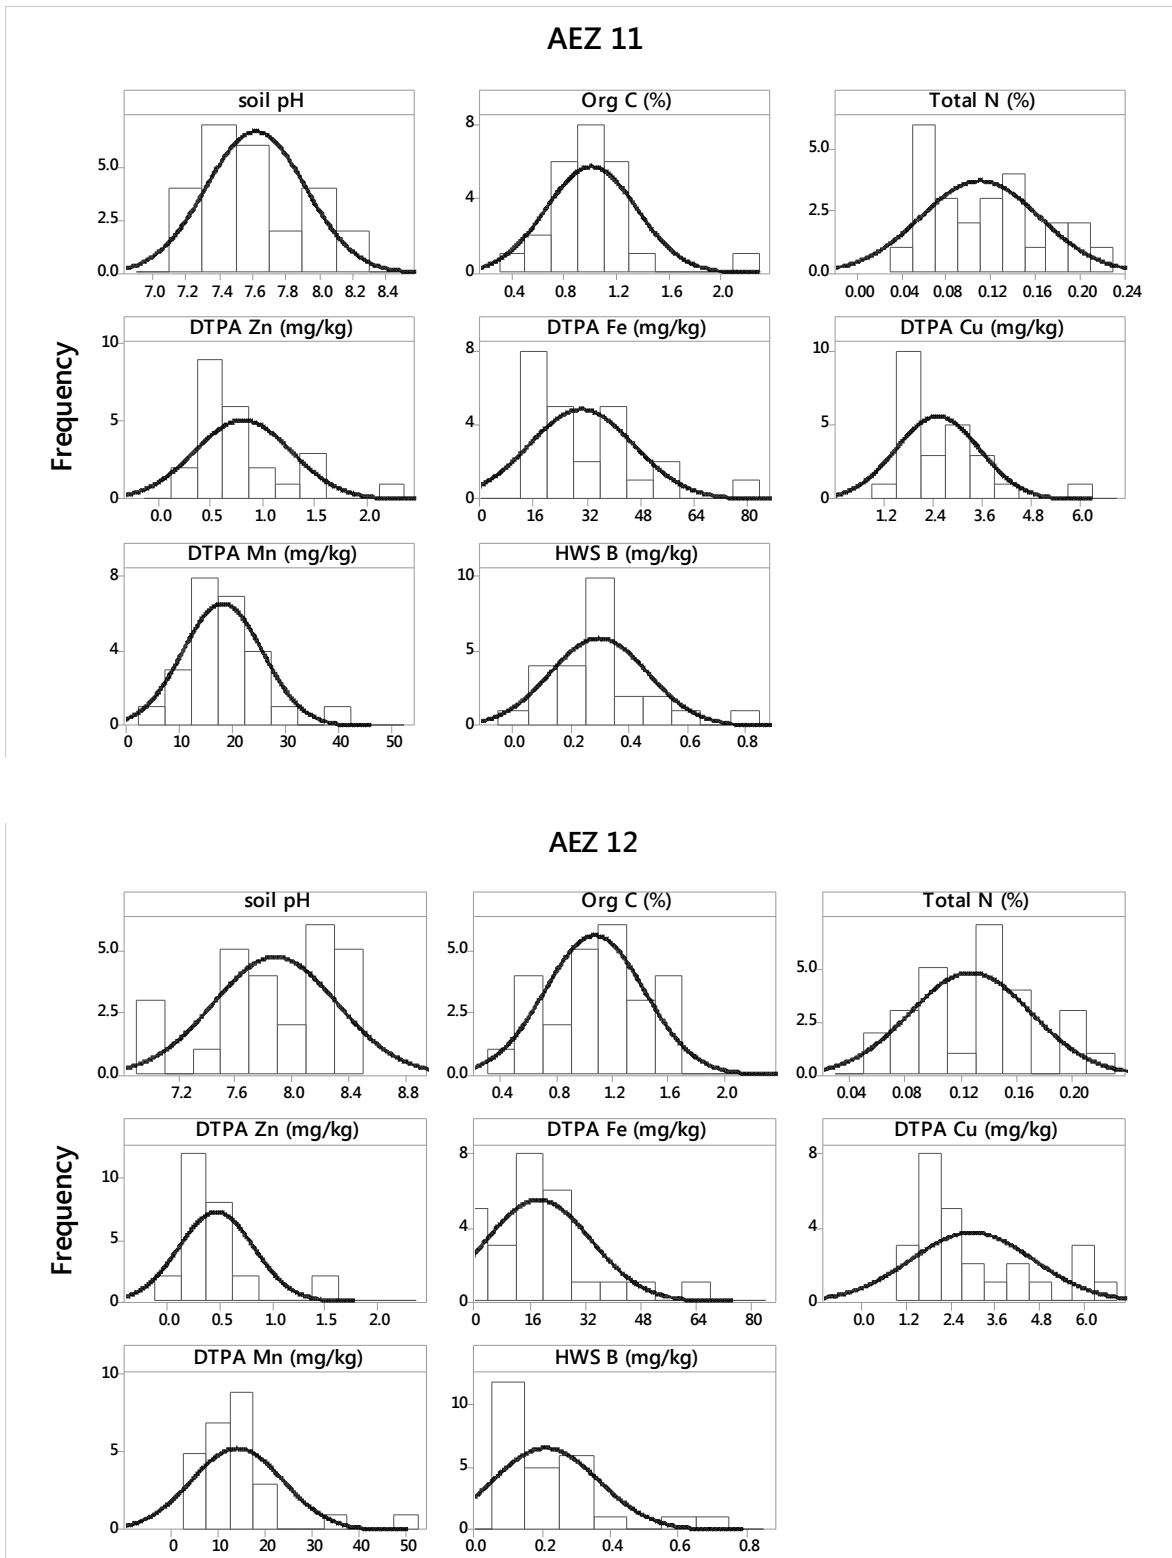 AEZ 11
soil pH
Org C (%)
Total N (%)
5.0
2.5
0.0
7.0 7.2 7.4 7.6 7.8 8.0 8.2 8.4
8
4
0
0.4 0.8 1.2 1.6 2.0
5.0
2.5
0.0
0.00 0.04 0.08 0.12 0.16 0.20 0.24
Frequency
DTPA Zn (mg/kg)
DTPA Fe (mg/kg)
DTPA Cu (mg/kg)
10
5
0
0.0 0.5 1.0 1.5 2.0
8
4
0
0 16 32 48 64 80
10
5
0
1.2 2.4 3.6 4.8 6.0
DTPA Mn (mg/kg)
HWS B (mg/kg)
8
4
0
0 10 20 30 40 50
10
5
0
0.0 0.2 0.4 0.6 0.8
AEZ 12
soil pH
Org C (%)
Total N (%)
5.0
2.5
0.0
7.2 7.6 8.0 8.4 8.8
5.0
2.5
0.0
0.4 0.8 1.2 1.6 2.0
5.0
2.5
0.0
0.04 0.08 0.12 0.16 0.20
Frequency
DTPA Zn (mg/kg)
DTPA Fe (mg/kg)
DTPA Cu (mg/kg)
10
5
0
0.0 0.5 1.0 1.5 2.0
8
4
0
0 16 32 48 64 80
8
4
0
0.0 1.2 2.4 3.6 4.8 6.0
DTPA Mn (mg/kg)
HWS B (mg/kg)
10
5
0
0 10 20 30 40 50
10
5
0
0.0 0.2 0.4 0.6 0.8